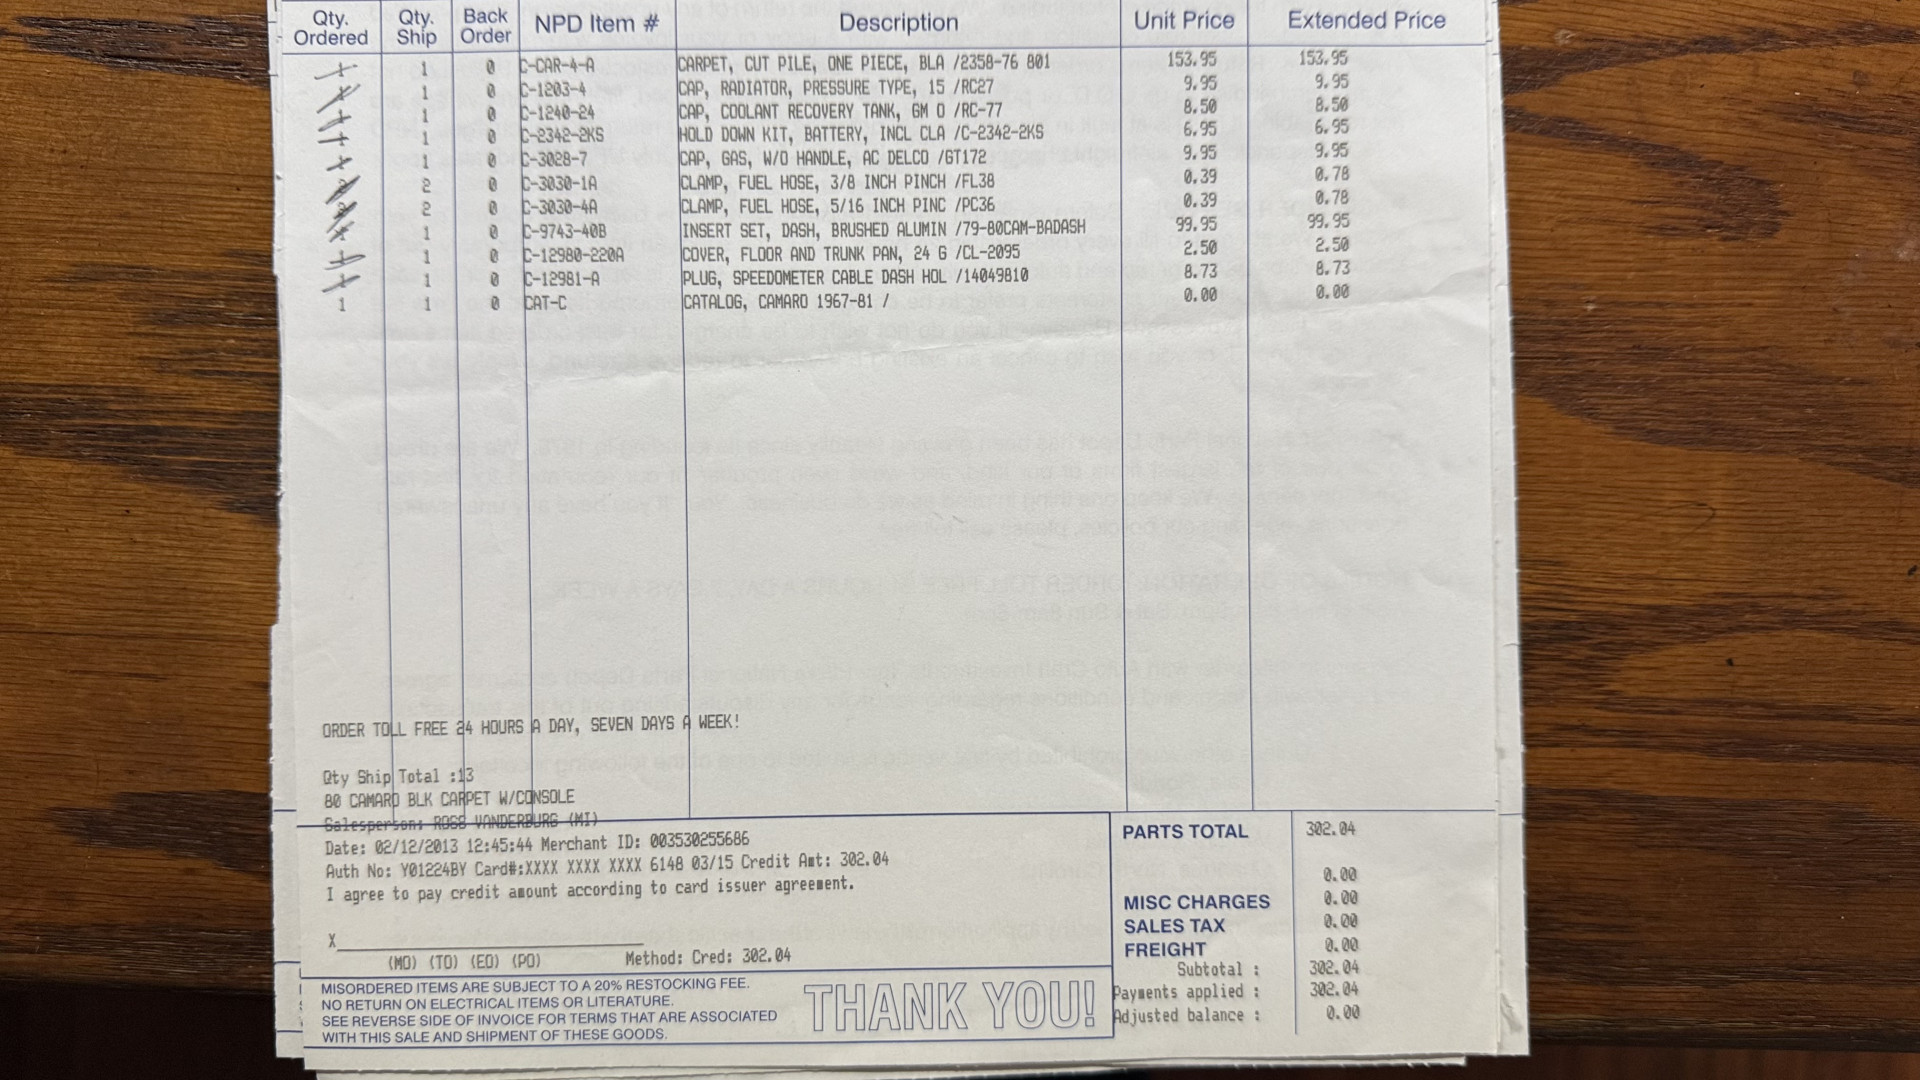 Qty. Ordered Qty. Ship Back Order NPD Item # Description Unit Price Extended Price
1 1 0 C-CAR-4-A CARPET, CUT PILE, ONE PIECE, BLA /2358-76 801 153.95 153.95
1 1 0 C-1203-4 CAP, RADIATOR, PRESSURE TYPE, 15 /RC27 9.95 9.95
1 1 0 C-1240-24 CAP, COOLANT RECOVERY TANK, GM O /RC-77 8.50 8.50
1 1 0 C-2342-2KS HOLD DOWN KIT, BATTERY, INCL CLA /C-2342-2KS 6.95 6.95
1 1 0 C-3028-7 CAP, GAS, W/O HANDLE, AC DELCO /GT172 9.95 9.95
2 2 0 C-3030-1A CLAMP, FUEL HOSE, 3/8 INCH PINCH /FL38 0.39 0.78
2 2 0 C-3030-4A CLAMP, FUEL HOSE, 5/16 INCH PINC /PC36 0.39 0.78
1 1 0 C-9743-40B INSERT SET, DASH, BRUSHED ALUMIN /79-80CAM-BADASH 99.95 99.95
1 1 0 C-12980-220A COVER, FLOOR AND TRUNK PAN, 24 G /CL-2095 2.50 2.50
1 1 0 C-12981-A PLUG, SPEEDOMETER CABLE DASH HOL /14049810 8.73 8.73
1 1 0 CAT-C CATALOG, CAMARO 1967-81 / 0.00 0.00
ORDER TOLL FREE 24 HOURS A DAY, SEVEN DAYS A WEEK!
Qty Ship Total :13
80 CAMARO BLK CARPET W/CONSOLE
Salesperson: ROSS VANDERBURG (MI)
Date: 02/12/2013 12:45:44 Merchant ID: 003530255686
Auth No: Y01224BY Card#:XXXX XXXX XXXX 6148 03/15 Credit Amt: 302.04
I agree to pay credit amount according to card issuer agreement.
X
(MO) (TO) (EO) (PO) Method: Cred: 302.04
MISORDERED ITEMS ARE SUBJECT TO A 20% RESTOCKING FEE.
NO RETURN ON ELECTRICAL ITEMS OR LITERATURE.
SEE REVERSE SIDE OF INVOICE FOR TERMS THAT ARE ASSOCIATED
WITH THIS SALE AND SHIPMENT OF THESE GOODS.
THANK YOU!
PARTS TOTAL 302.04
0.00
MISC CHARGES 0.00
SALES TAX 0.00
FREIGHT 0.00
Subtotal : 302.04
Payments applied : 302.04
Adjusted balance : 0.00